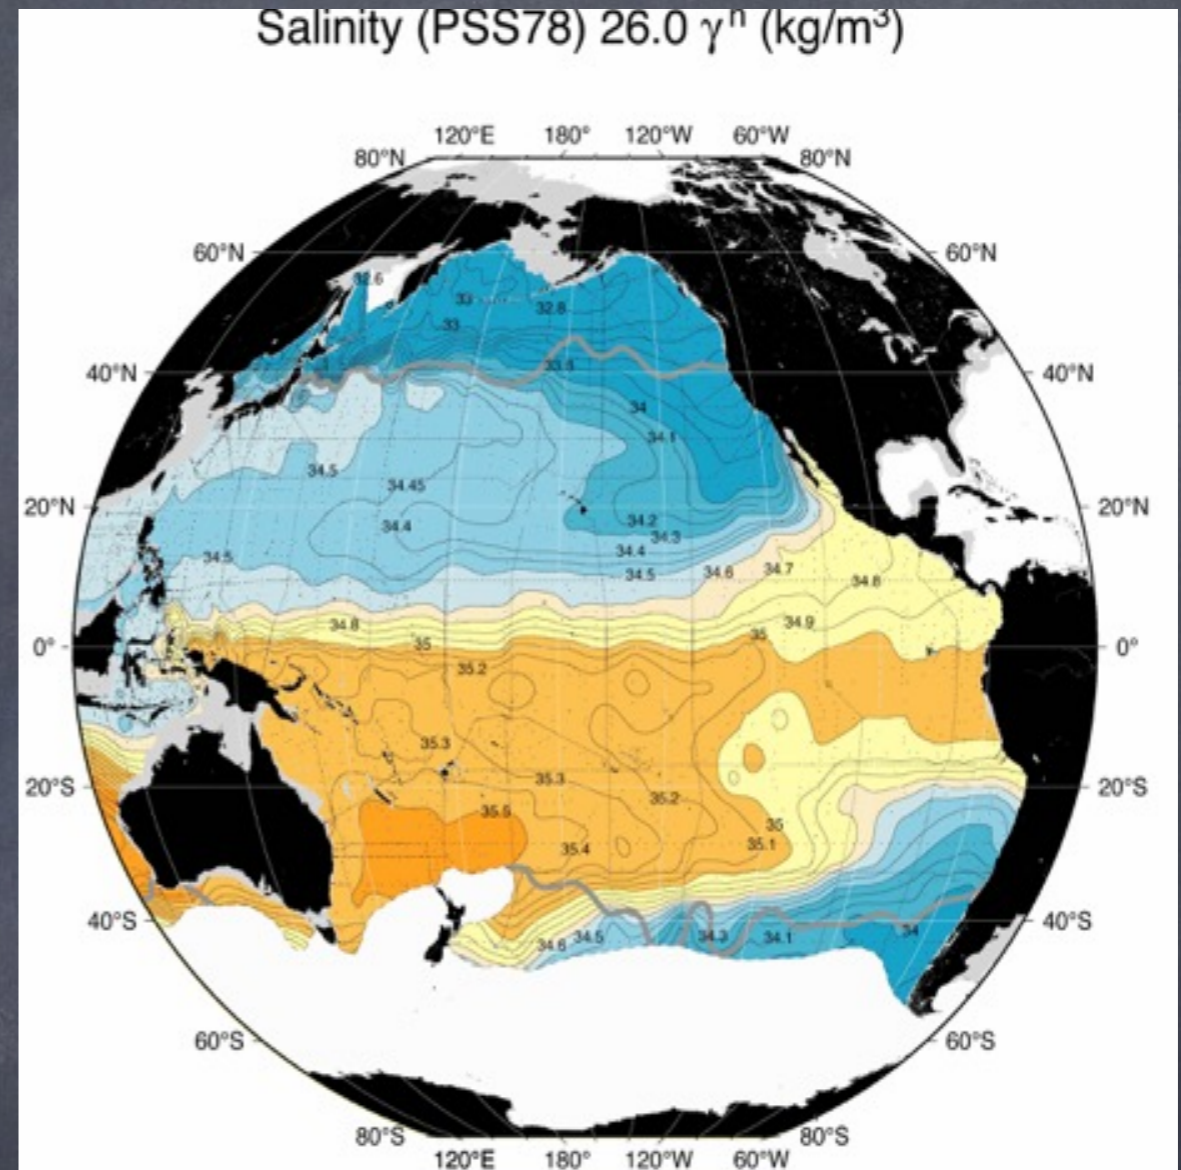 Salinity (PSS78) 26.0 γⁿ (kg/m³)
120°E 180° 120°W 60°W
80°N 80°N
60°N 60°N
32.6
33 32.8
33
33.5
40°N 40°N
34
34.1
34.5
34.45
20°N 20°N
34.4 34.2
34.3
34.5 34.4
34.5 34.6 34.7
34.8
34.8 34.9
35 35
0° 0°
35.2
35.3
35.3
20°S 20°S
35.5 35.2
35
35.4 35.1
40°S 40°S
34.6 34.5 34.3 34.1 34
60°S 60°S
80°S 80°S
120°E 180° 120°W 60°W